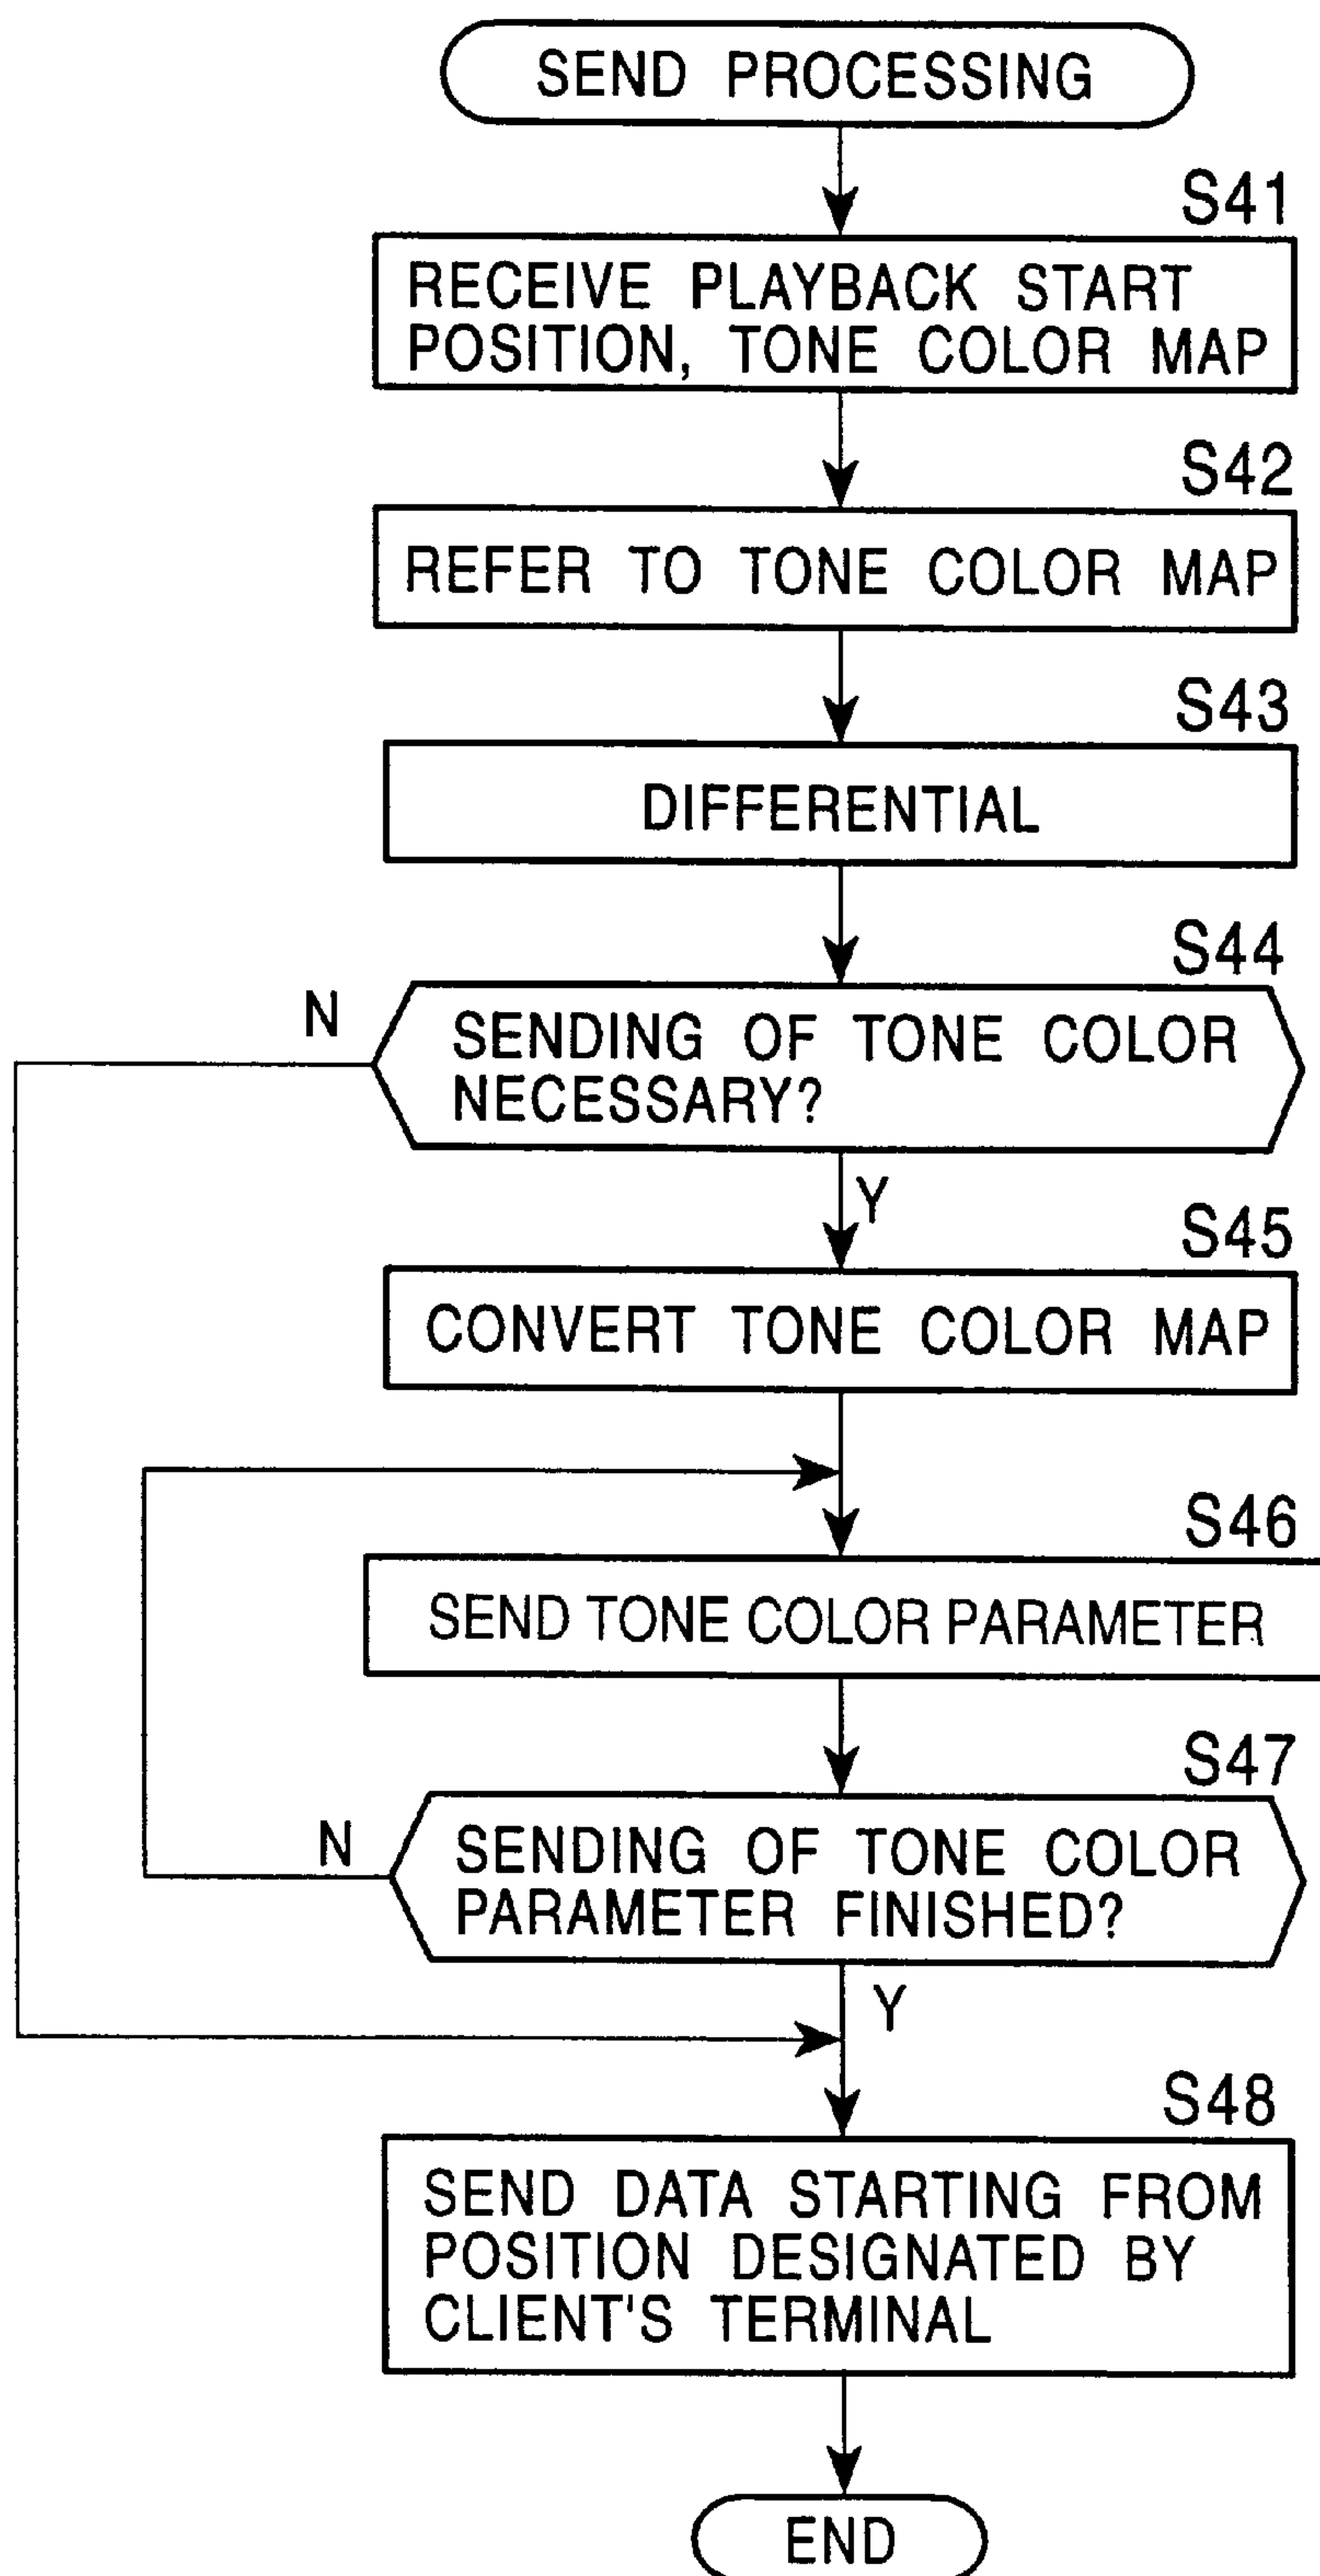 SEND PROCESSING
S41
RECEIVE PLAYBACK START
POSITION, TONE COLOR MAP
S42
REFER TO TONE COLOR MAP
S43
DIFFERENTIAL
S44
N
SENDING OF TONE COLOR
NECESSARY?
Y
S45
CONVERT TONE COLOR MAP
S46
SEND TONE COLOR PARAMETER
S47
N
SENDING OF TONE COLOR
PARAMETER FINISHED?
Y
S48
SEND DATA STARTING FROM
POSITION DESIGNATED BY
CLIENT'S TERMINAL
END